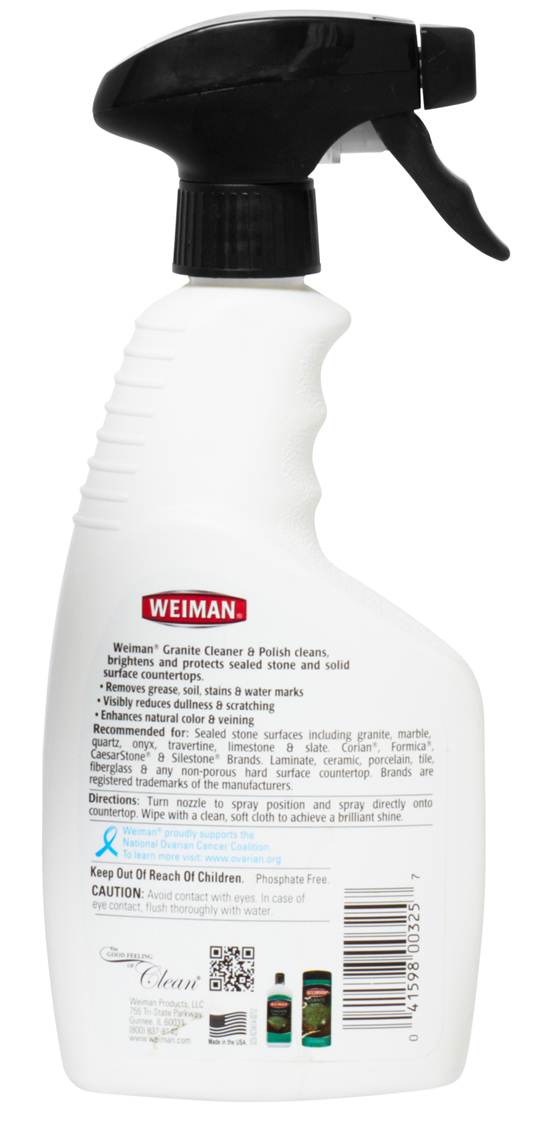 WEIMAN®
Weiman® Granite Cleaner & Polish cleans,
brightens and protects sealed stone and solid
surface countertops.
• Removes grease, soil, stains & water marks
• Visibly reduces dullness & scratching
• Enhances natural color & veining
Recommended for: Sealed stone surfaces including granite, marble,
quartz, onyx, travertine, limestone & slate. Corian®, Formica®,
CaesarStone® & Silestone® Brands. Laminate, ceramic, porcelain, tile,
fiberglass & any non-porous hard surface countertop. Brands are
registered trademarks of the manufacturers.
Directions: Turn nozzle to spray position and spray directly onto
countertop. Wipe with a clean, soft cloth to achieve a brilliant shine.
Weiman® proudly supports the
National Ovarian Cancer Coalition.
To learn more visit: www.ovarian.org
Keep Out Of Reach Of Children. Phosphate Free.
CAUTION: Avoid contact with eyes. In case of
eye contact, flush thoroughly with water.
The
GOOD FEELING
OF Clean®
Weiman Products, LLC
755 Tri-State Parkway
Gurnee, IL 60031
(800) 837-8140
www.weiman.com
Made in the USA.
0 41598 00325 7